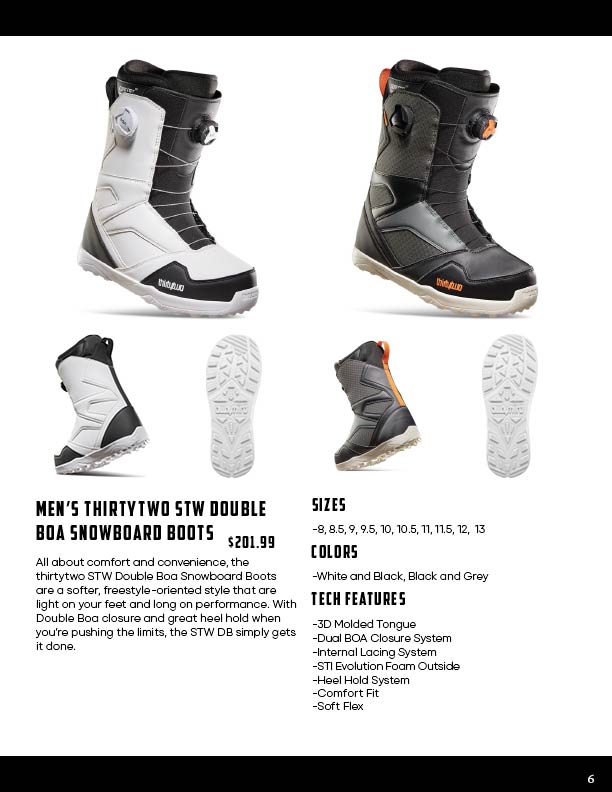 thirtytwo
thirtytwo
MEN'S THIRTYTWO STW DOUBLE
BOA SNOWBOARD BOOTS $201.99
All about comfort and convenience, the
thirtytwo STW Double Boa Snowboard Boots
are a softer, freestyle-oriented style that are
light on your feet and long on performance. With
Double Boa closure and great heel hold when
you're pushing the limits, the STW DB simply gets
it done.
SIZES
-8, 8.5, 9, 9.5, 10, 10.5, 11, 11.5, 12, 13
COLORS
-White and Black, Black and Grey
TECH FEATURES
-3D Molded Tongue
-Dual BOA Closure System
-Internal Lacing System
-STI Evolution Foam Outside
-Heel Hold System
-Comfort Fit
-Soft Flex
6